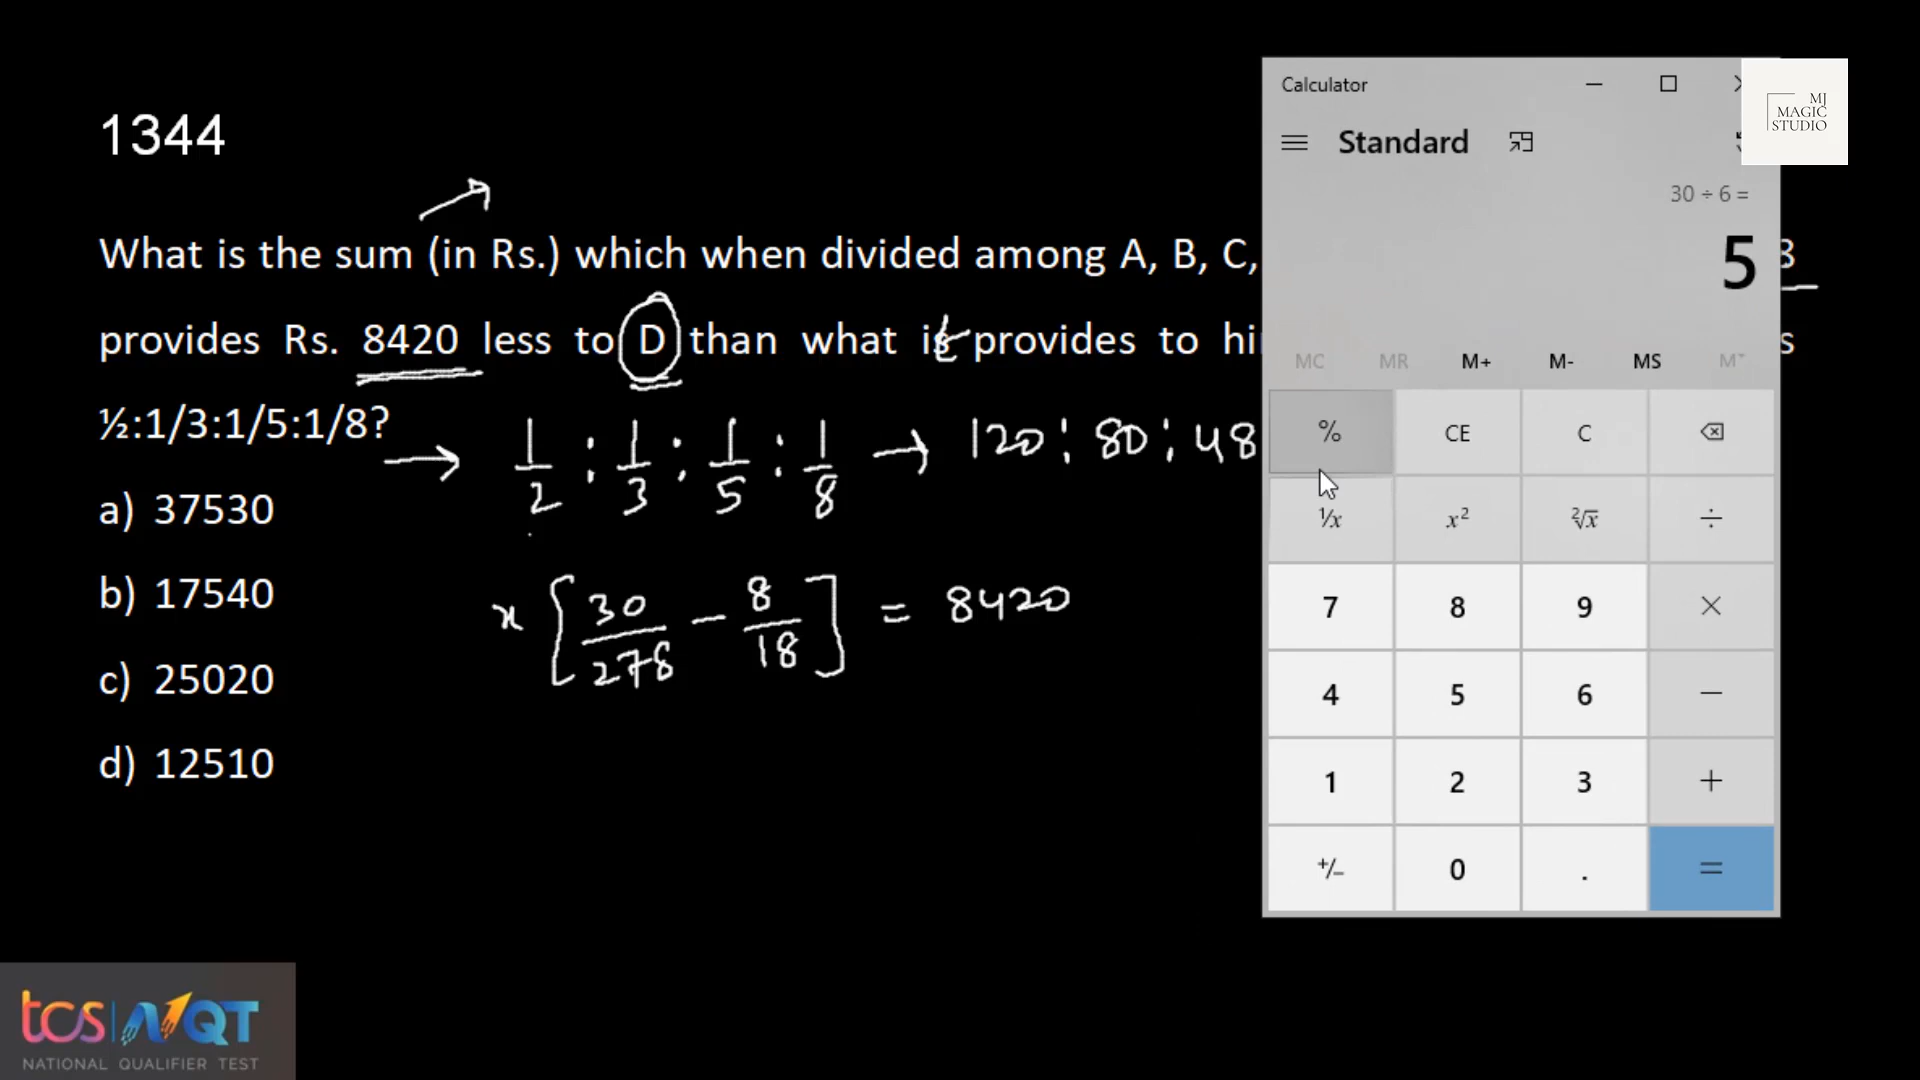 1344
Calculator
MJ
MAGIC
STUDIO
Standard
30 ÷ 6 =
5
What is the sum (in Rs.) which when divided among A, B, C,
provides Rs. 8420 less to D than what it provides to
½:1/3:1/5:1/8?
→ 1/2 : 1/3 : 1/5 : 1/8 → 120 : 80 : 48
x [ 30/278 - 8/18 ] = 8420
a) 37530
b) 17540
c) 25020
d) 12510
MC MR M+ M- MS M˅
% CE C
¹/x x² ²√x ÷
7 8 9 ×
4 5 6 −
1 2 3 +
+/− 0 . =
tcs NQT
NATIONAL QUALIFIER TEST